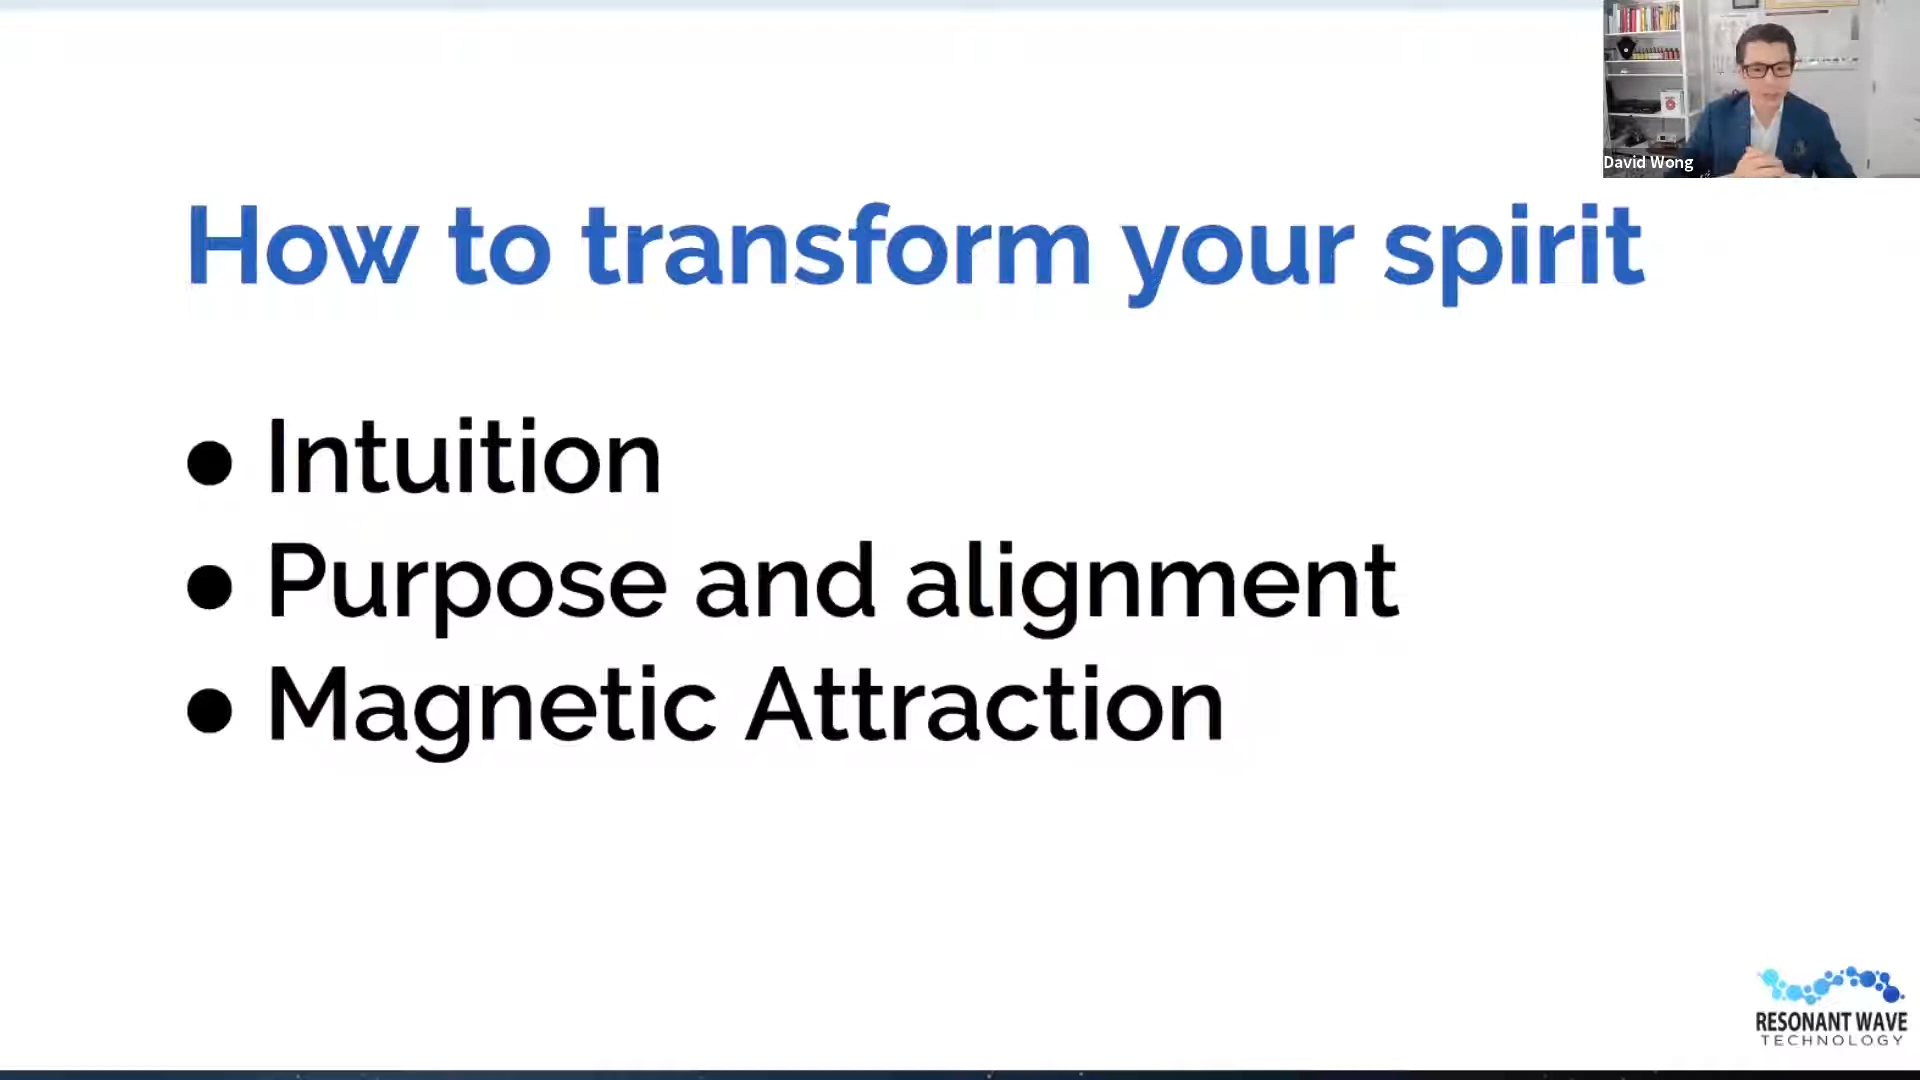 David Wong
How to transform your spirit
● Intuition
● Purpose and alignment
● Magnetic Attraction
RESONANT WAVE
TECHNOLOGY